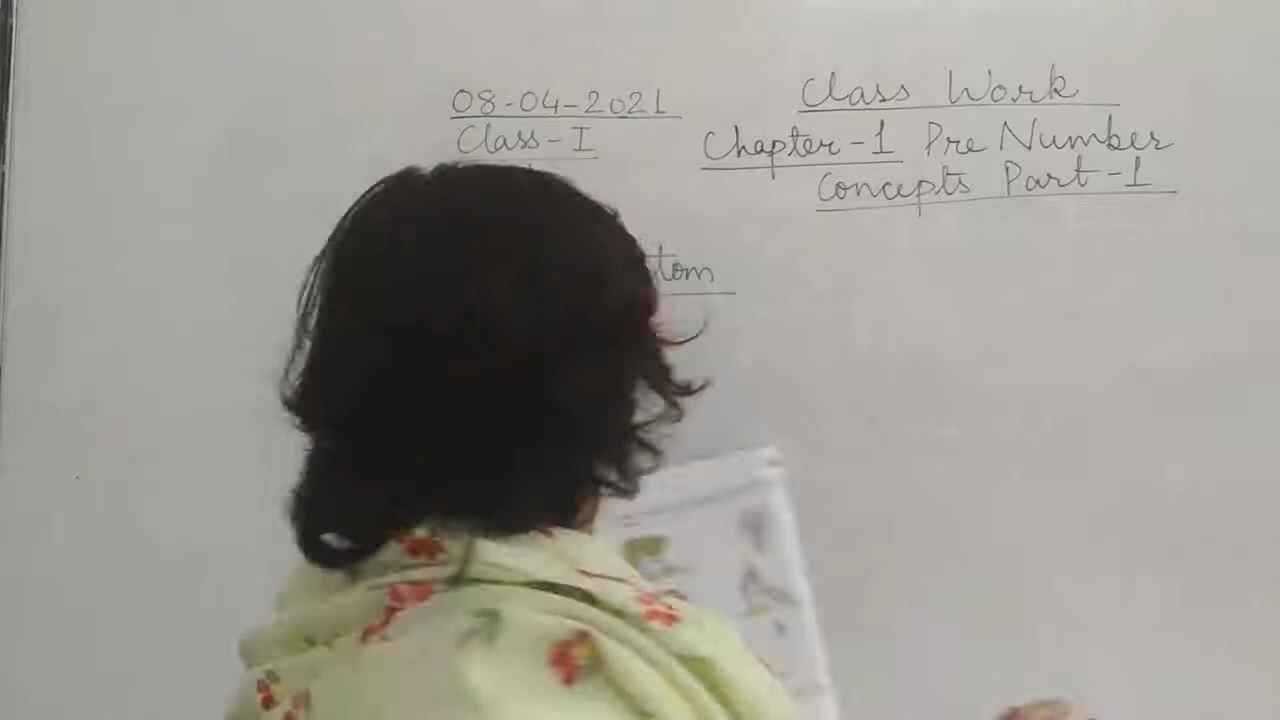 08-04-2021
Class-I
Class Work
Chapter-1 Pre Number
Concepts Part-1